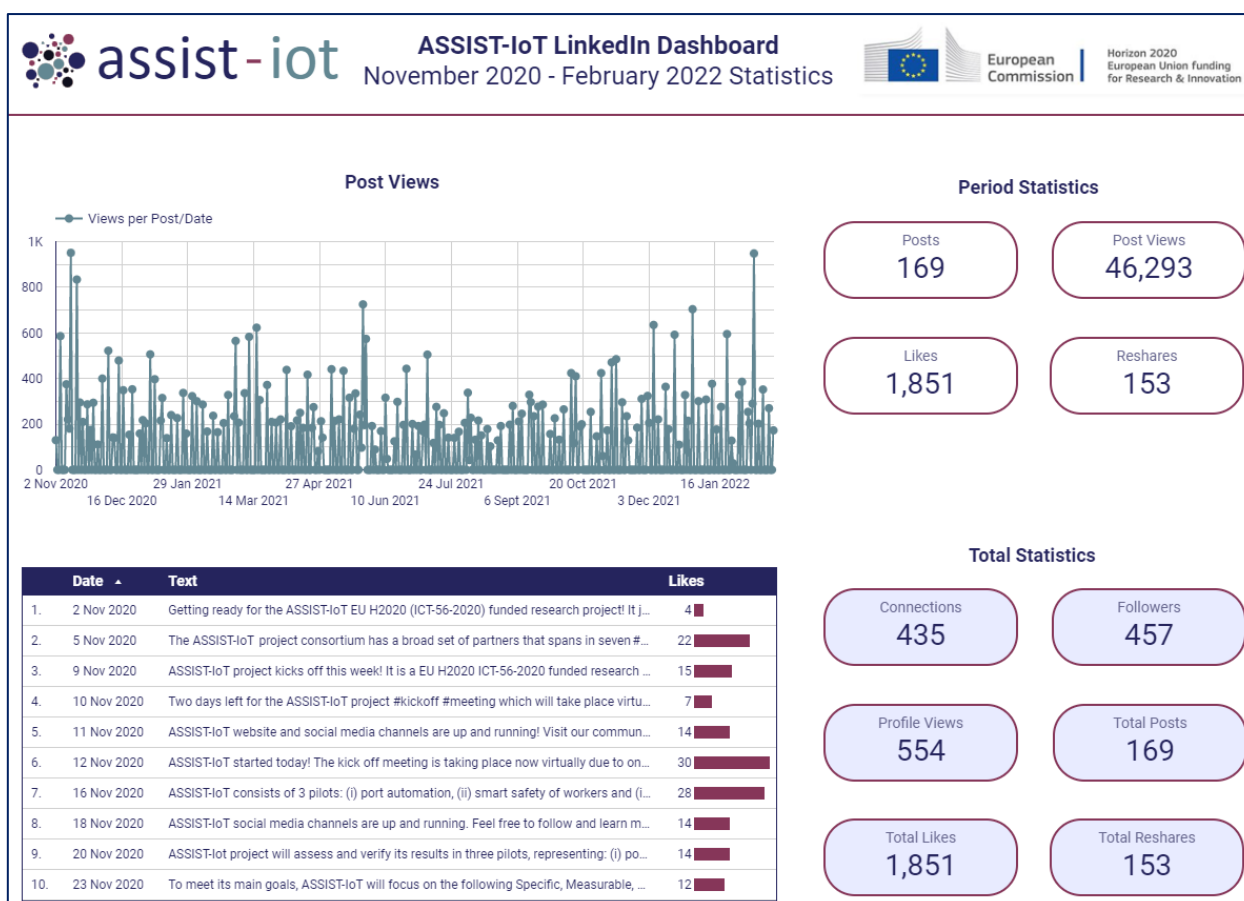 assist-iot
ASSIST-IoT LinkedIn Dashboard
November 2020 - February 2022 Statistics
European
Commission
Horizon 2020
European Union funding
for Research & Innovation
Post Views
Views per Post/Date
1K
800
600
400
200
0
2 Nov 2020
16 Dec 2020
29 Jan 2021
14 Mar 2021
27 Apr 2021
10 Jun 2021
24 Jul 2021
6 Sept 2021
20 Oct 2021
3 Dec 2021
16 Jan 2022
Period Statistics
Posts
169
Post Views
46,293
Likes
1,851
Reshares
153
Date Text Likes
1. 2 Nov 2020 Getting ready for the ASSIST-IoT EU H2020 (ICT-56-2020) funded research project! It j... 4
2. 5 Nov 2020 The ASSIST-IoT project consortium has a broad set of partners that spans in seven #... 22
3. 9 Nov 2020 ASSIST-IoT project kicks off this week! It is a EU H2020 ICT-56-2020 funded research ... 15
4. 10 Nov 2020 Two days left for the ASSIST-IoT project #kickoff #meeting which will take place virtu... 7
5. 11 Nov 2020 ASSIST-IoT website and social media channels are up and running! Visit our commun... 14
6. 12 Nov 2020 ASSIST-IoT started today! The kick off meeting is taking place now virtually due to on... 30
7. 16 Nov 2020 ASSIST-IoT consists of 3 pilots: (i) port automation, (ii) smart safety of workers and (i... 28
8. 18 Nov 2020 ASSIST-IoT social media channels are up and running. Feel free to follow and learn m... 14
9. 20 Nov 2020 ASSIST-Iot project will assess and verify its results in three pilots, representing: (i) po... 14
10. 23 Nov 2020 To meet its main goals, ASSIST-IoT will focus on the following Specific, Measurable, ... 12
Total Statistics
Connections
435
Followers
457
Profile Views
554
Total Posts
169
Total Likes
1,851
Total Reshares
153